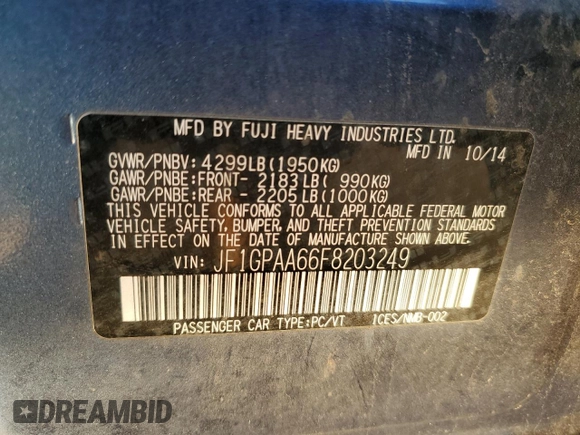 MFD BY FUJI HEAVY INDUSTRIES LTD.
MFD IN 10/14
GVWR/PNBV: 4299LB(1950KG)
GAWR/PNBE:FRONT- 2183LB( 990KG)
GAWR/PNBE:REAR - 2205LB(1000KG)
THIS VEHICLE CONFORMS TO ALL APPLICABLE FEDERAL MOTOR
VEHICLE SAFETY, BUMPER, AND THEFT PREVENTION STANDARDS
IN EFFECT ON THE DATE OF MANUFACTURE SHOWN ABOVE.
VIN: JF1GPAA66F8203249
PASSENGER CAR TYPE:PC/VT 1CES/NMB-002
DREAMBID